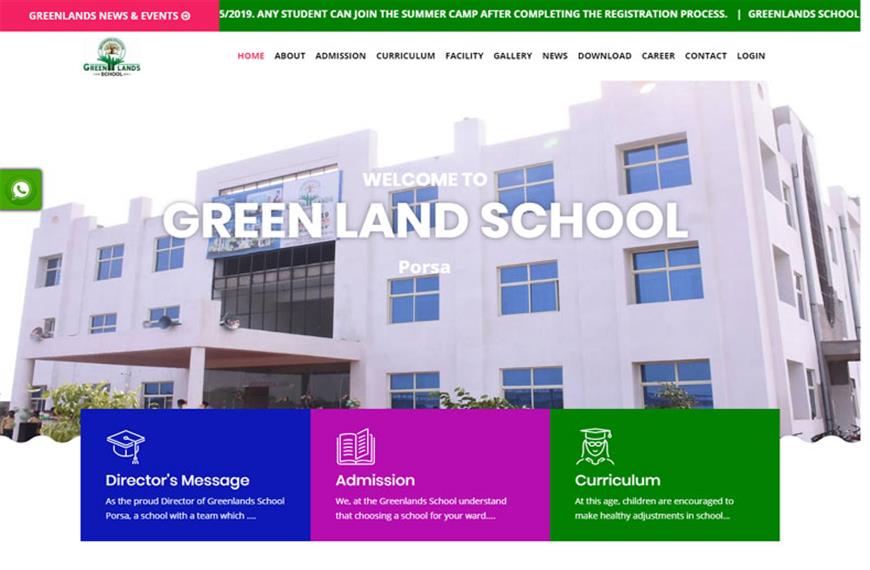 GREENLANDS NEWS & EVENTS
5/2019. ANY STUDENT CAN JOIN THE SUMMER CAMP AFTER COMPLETING THE REGISTRATION PROCESS. | GREENLANDS SCHOOL
GREEN LANDS
SCHOOL
HOME ABOUT ADMISSION CURRICULUM FACILITY GALLERY NEWS DOWNLOAD CAREER CONTACT LOGIN
WELCOME TO
GREEN LAND SCHOOL
Porsa
Director's Message
As the proud Director of Greenlands School
Porsa, a school with a team which ....
Admission
We, at the Greenlands School understand
that choosing a school for your ward....
Curriculum
At this age, children are encouraged to
make healthy adjustments in school...